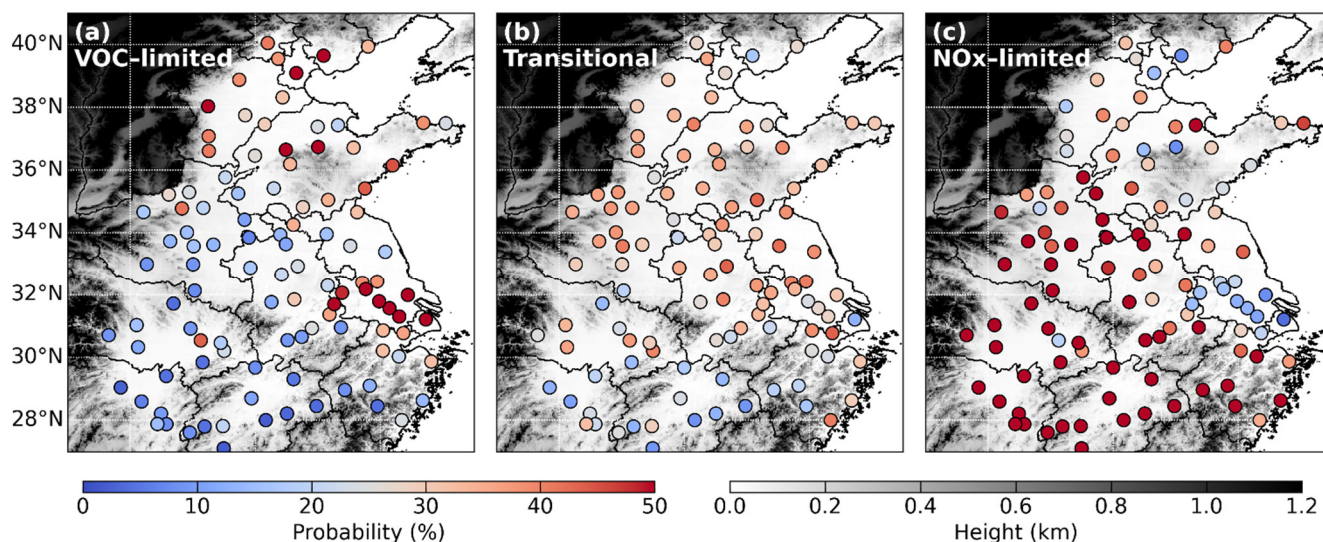 (a)
VOC-limited
(b)
Transitional
(c)
NOx-limited
40°N
38°N
36°N
34°N
32°N
30°N
28°N
0 10 20 30 40 50
Probability (%)
0.0 0.2 0.4 0.6 0.8 1.0 1.2
Height (km)